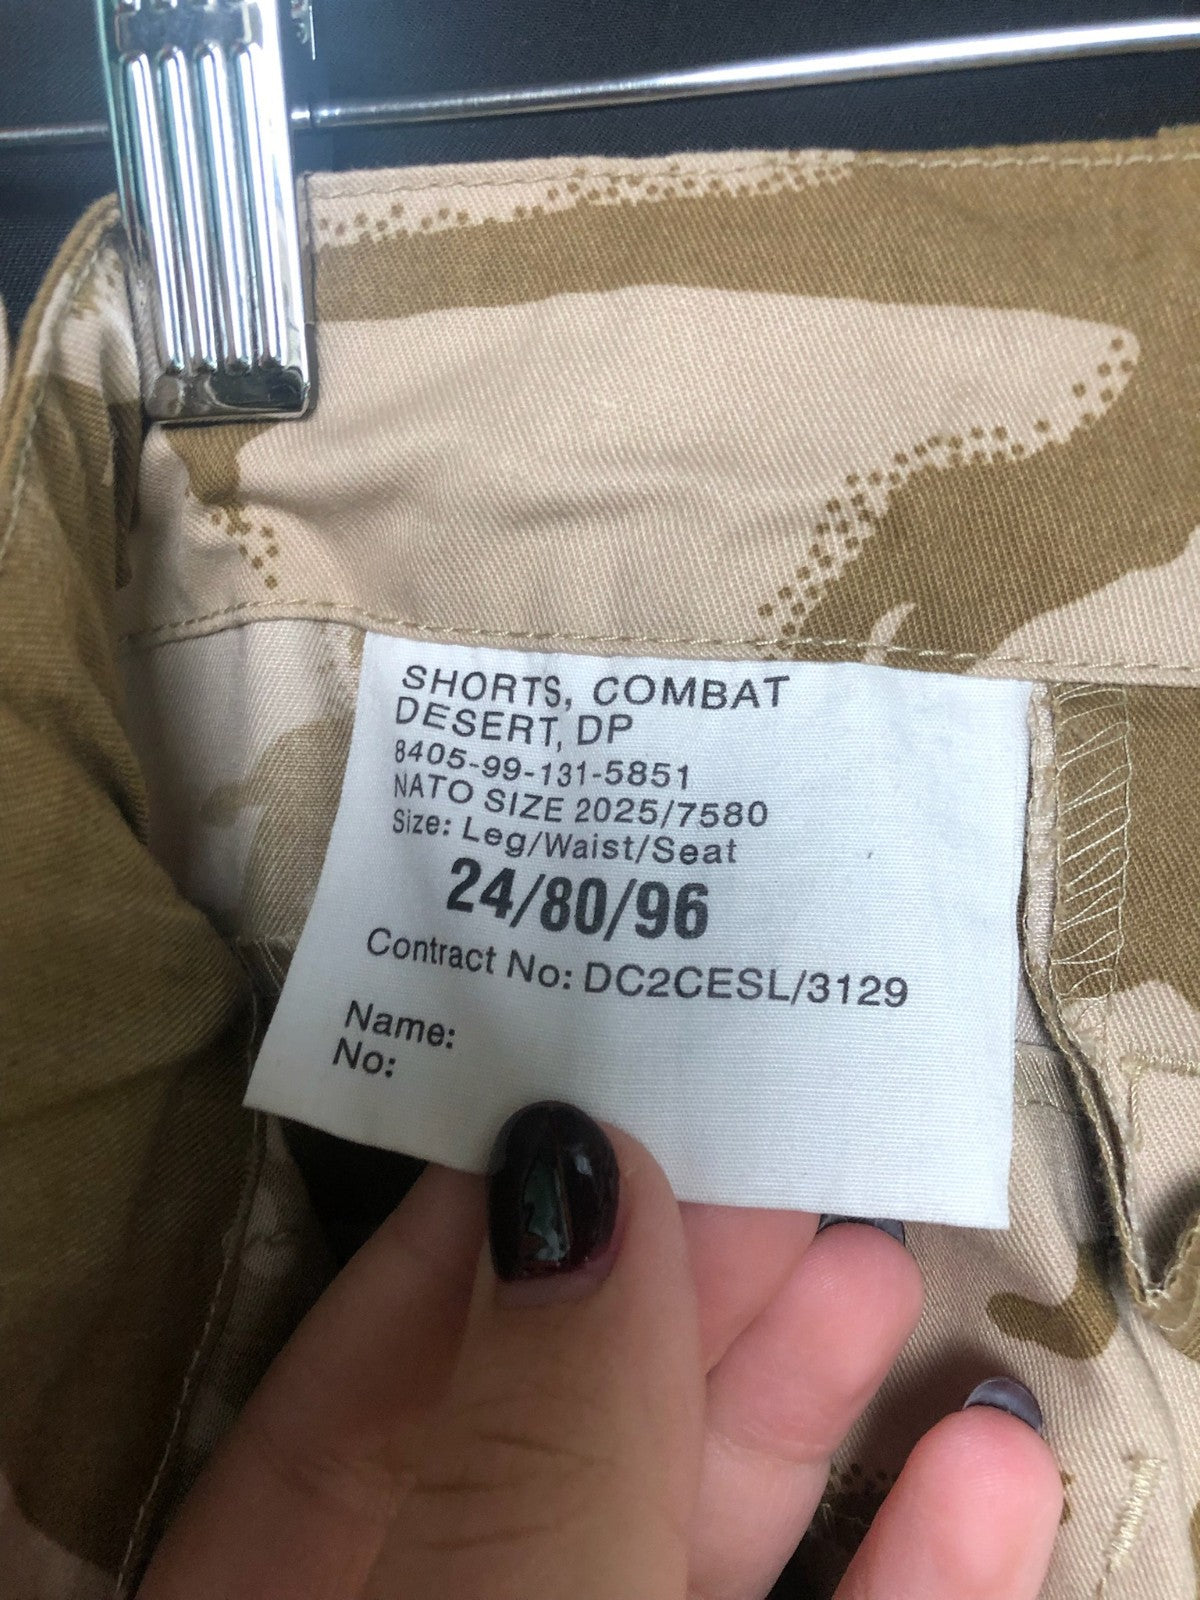 SHORTS, COMBAT
DESERT, DP
8405-99-131-5851
NATO SIZE 2025/7580
Size: Leg/Waist/Seat
24/80/96
Contract No: DC2CESL/3129
Name:
No: